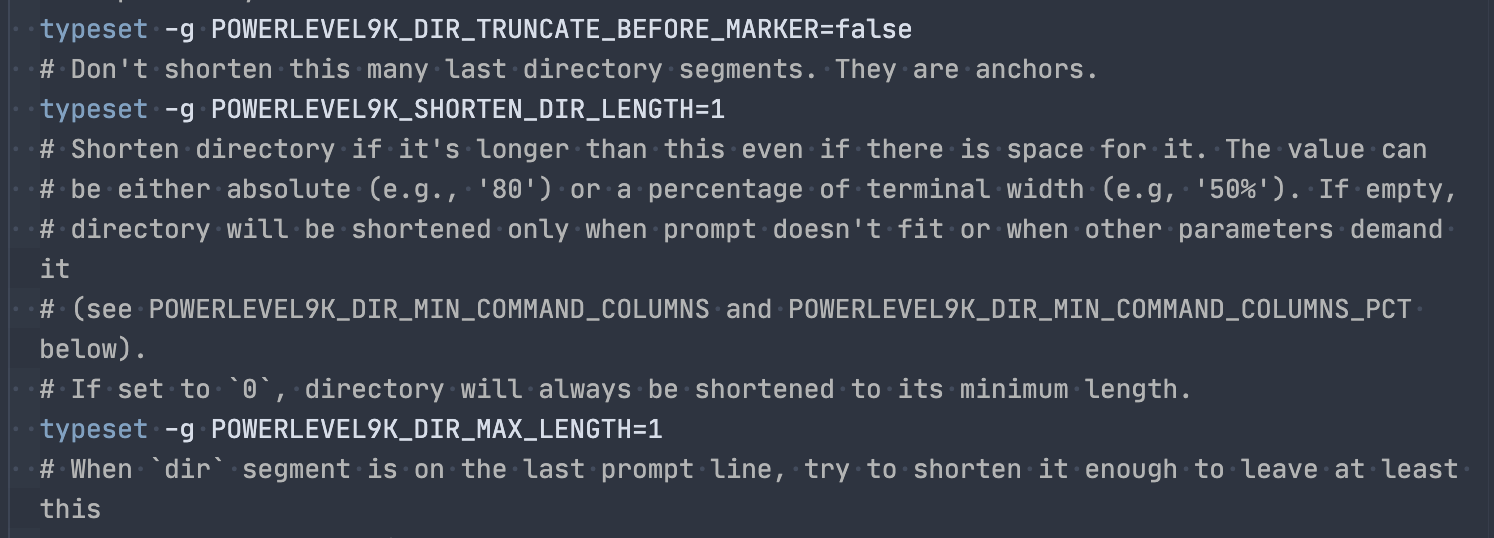 typeset -g POWERLEVEL9K_DIR_TRUNCATE_BEFORE_MARKER=false
# Don't shorten this many last directory segments. They are anchors.
typeset -g POWERLEVEL9K_SHORTEN_DIR_LENGTH=1
# Shorten directory if it's longer than this even if there is space for it. The value can
# be either absolute (e.g., '80') or a percentage of terminal width (e.g, '50%'). If empty,
# directory will be shortened only when prompt doesn't fit or when other parameters demand
it
# (see POWERLEVEL9K_DIR_MIN_COMMAND_COLUMNS and POWERLEVEL9K_DIR_MIN_COMMAND_COLUMNS_PCT
below).
# If set to `0`, directory will always be shortened to its minimum length.
typeset -g POWERLEVEL9K_DIR_MAX_LENGTH=1
# When `dir` segment is on the last prompt line, try to shorten it enough to leave at least
this